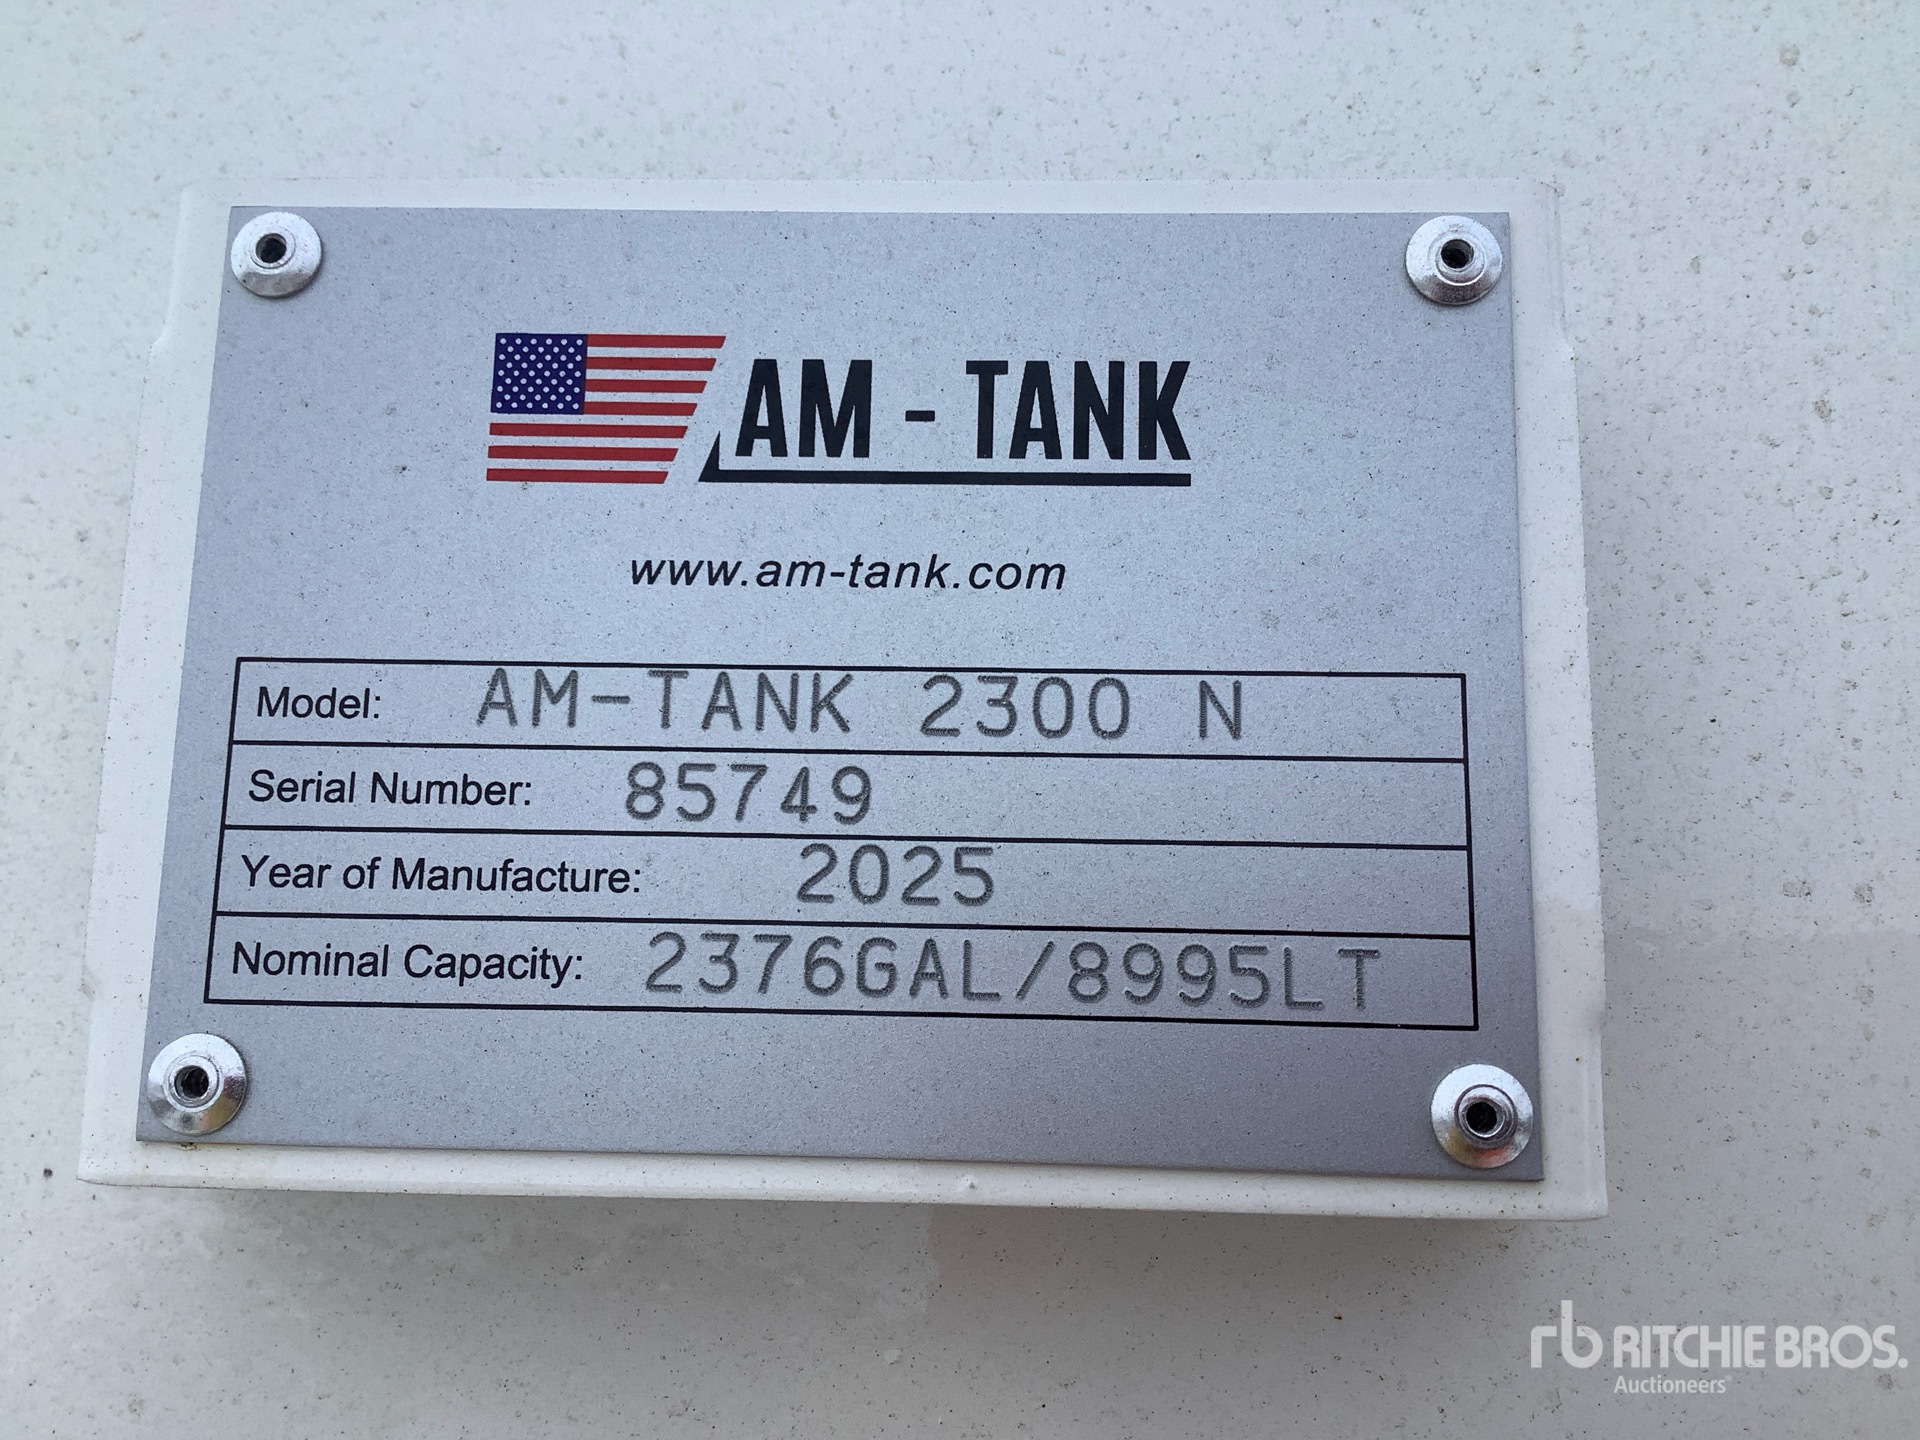 AM - TANK
www.am-tank.com
Model: AM-TANK 2300 N
Serial Number: 85749
Year of Manufacture: 2025
Nominal Capacity: 2376GAL/8995LT
rb RITCHIE BROS.
Auctioneers